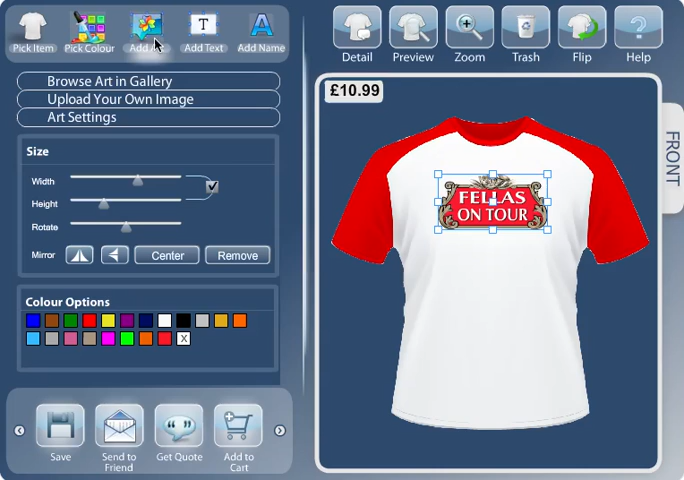 Pick Item Pick Colour Add Art Add Text Add Name
Detail Preview Zoom Trash Flip Help
Browse Art in Gallery
Upload Your Own Image
Art Settings
Size
Width
Height
Rotate
Mirror Center Remove
Colour Options
X
Save Send to Friend Get Quote Add to Cart
£10.99
FELLAS
ON TOUR
FRONT